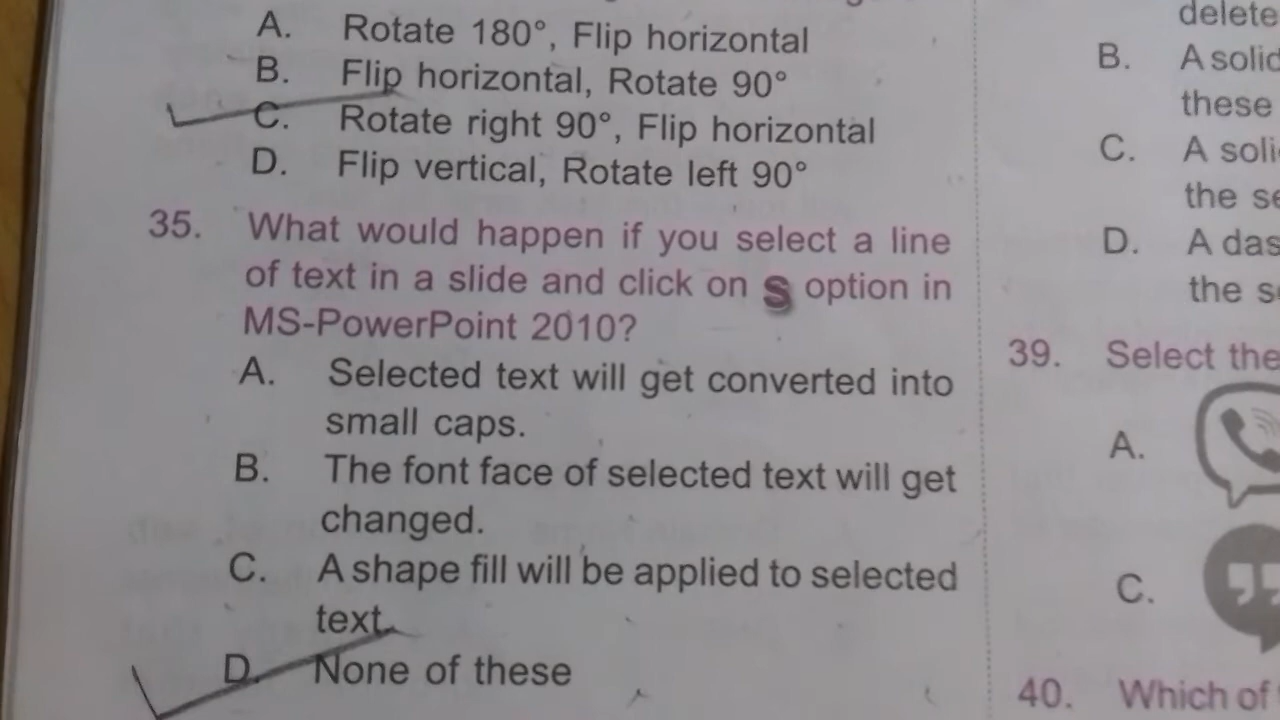 A. Rotate 180°, Flip horizontal
B. Flip horizontal, Rotate 90°
C. Rotate right 90°, Flip horizontal
D. Flip vertical, Rotate left 90°
35. What would happen if you select a line
of text in a slide and click on S option in
MS-PowerPoint 2010?
A. Selected text will get converted into
small caps.
B. The font face of selected text will get
changed.
C. A shape fill will be applied to selected
text.
D. None of these
delete
B. A solid
these
C. A soli
the se
D. A das
the s
39. Select the
A.
C.
40. Which of